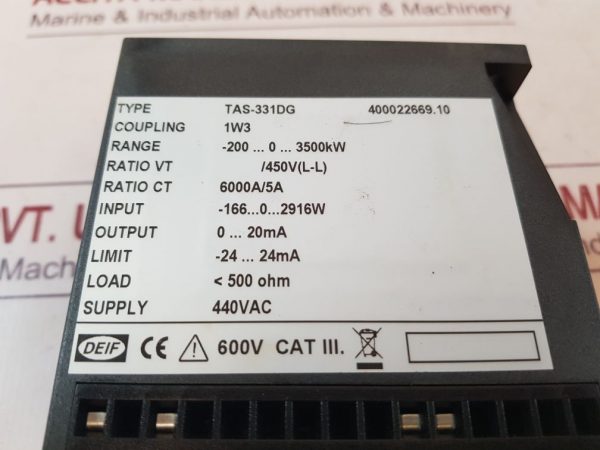 Marine & Industrial Automation & Machinery
TYPE TAS-331DG 400022669.10
COUPLING 1W3
RANGE -200 ... 0 ... 3500kW
RATIO VT /450V(L-L)
RATIO CT 6000A/5A
INPUT -166...0...2916W
OUTPUT 0 ... 20mA
LIMIT -24 ... 24mA
LOAD < 500 ohm
SUPPLY 440VAC
DEIF CE 600V CAT III.
VT.